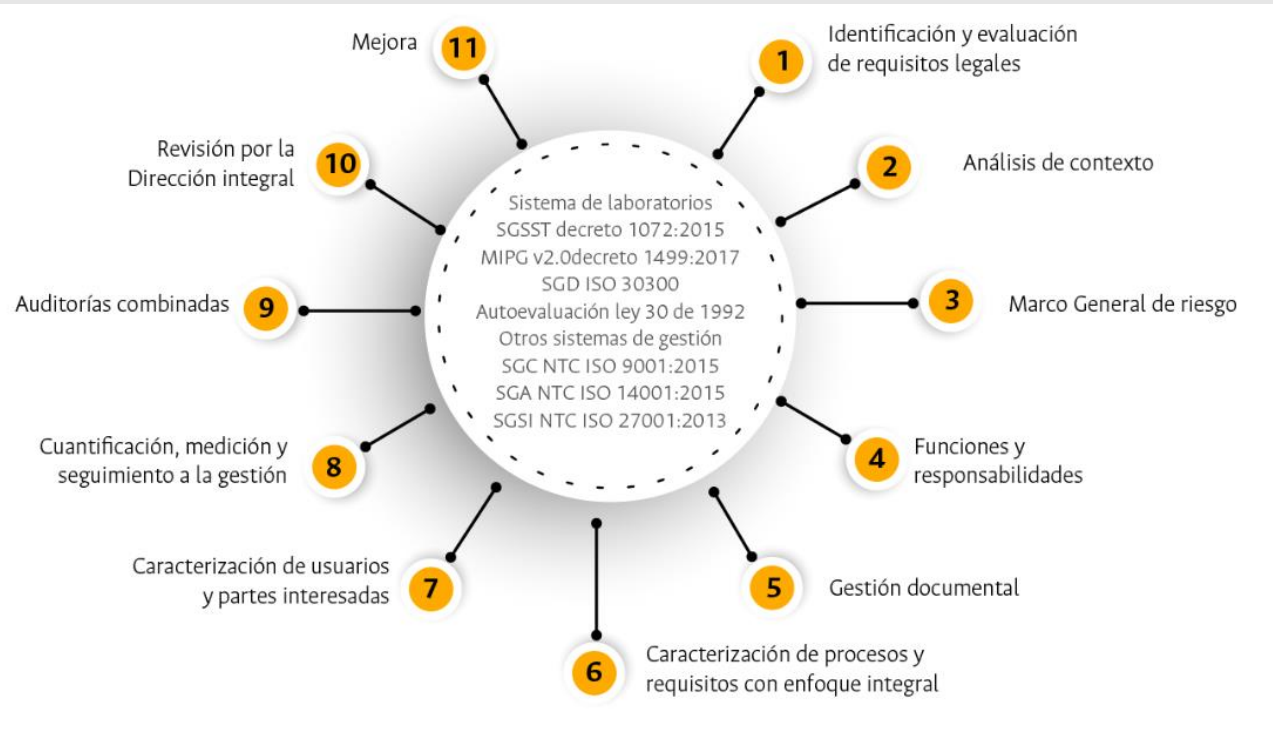 1
Identificación y evaluación
de requisitos legales
2
Análisis de contexto
3
Marco General de riesgo
4
Funciones y
responsabilidades
5
Gestión documental
6
Caracterización de procesos y
requisitos con enfoque integral
7
Caracterización de usuarios
y partes interesadas
8
Cuantificación, medición y
seguimiento a la gestión
9
Auditorías combinadas
10
Revisión por la
Dirección integral
11
Mejora
Sistema de laboratorios
SGSST decreto 1072:2015
MIPG v2.0decreto 1499:2017
SGD ISO 30300
Autoevaluación ley 30 de 1992
Otros sistemas de gestión
SGC NTC ISO 9001:2015
SGA NTC ISO 14001:2015
SGSI NTC ISO 27001:2013